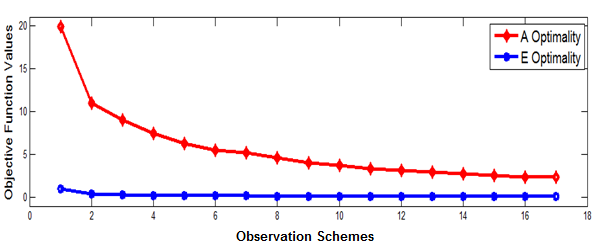 Objective Function Values
20
15
10
5
0
0 2 4 6 8 10 12 14 16 18
Observation Schemes
A Optimality
E Optimality